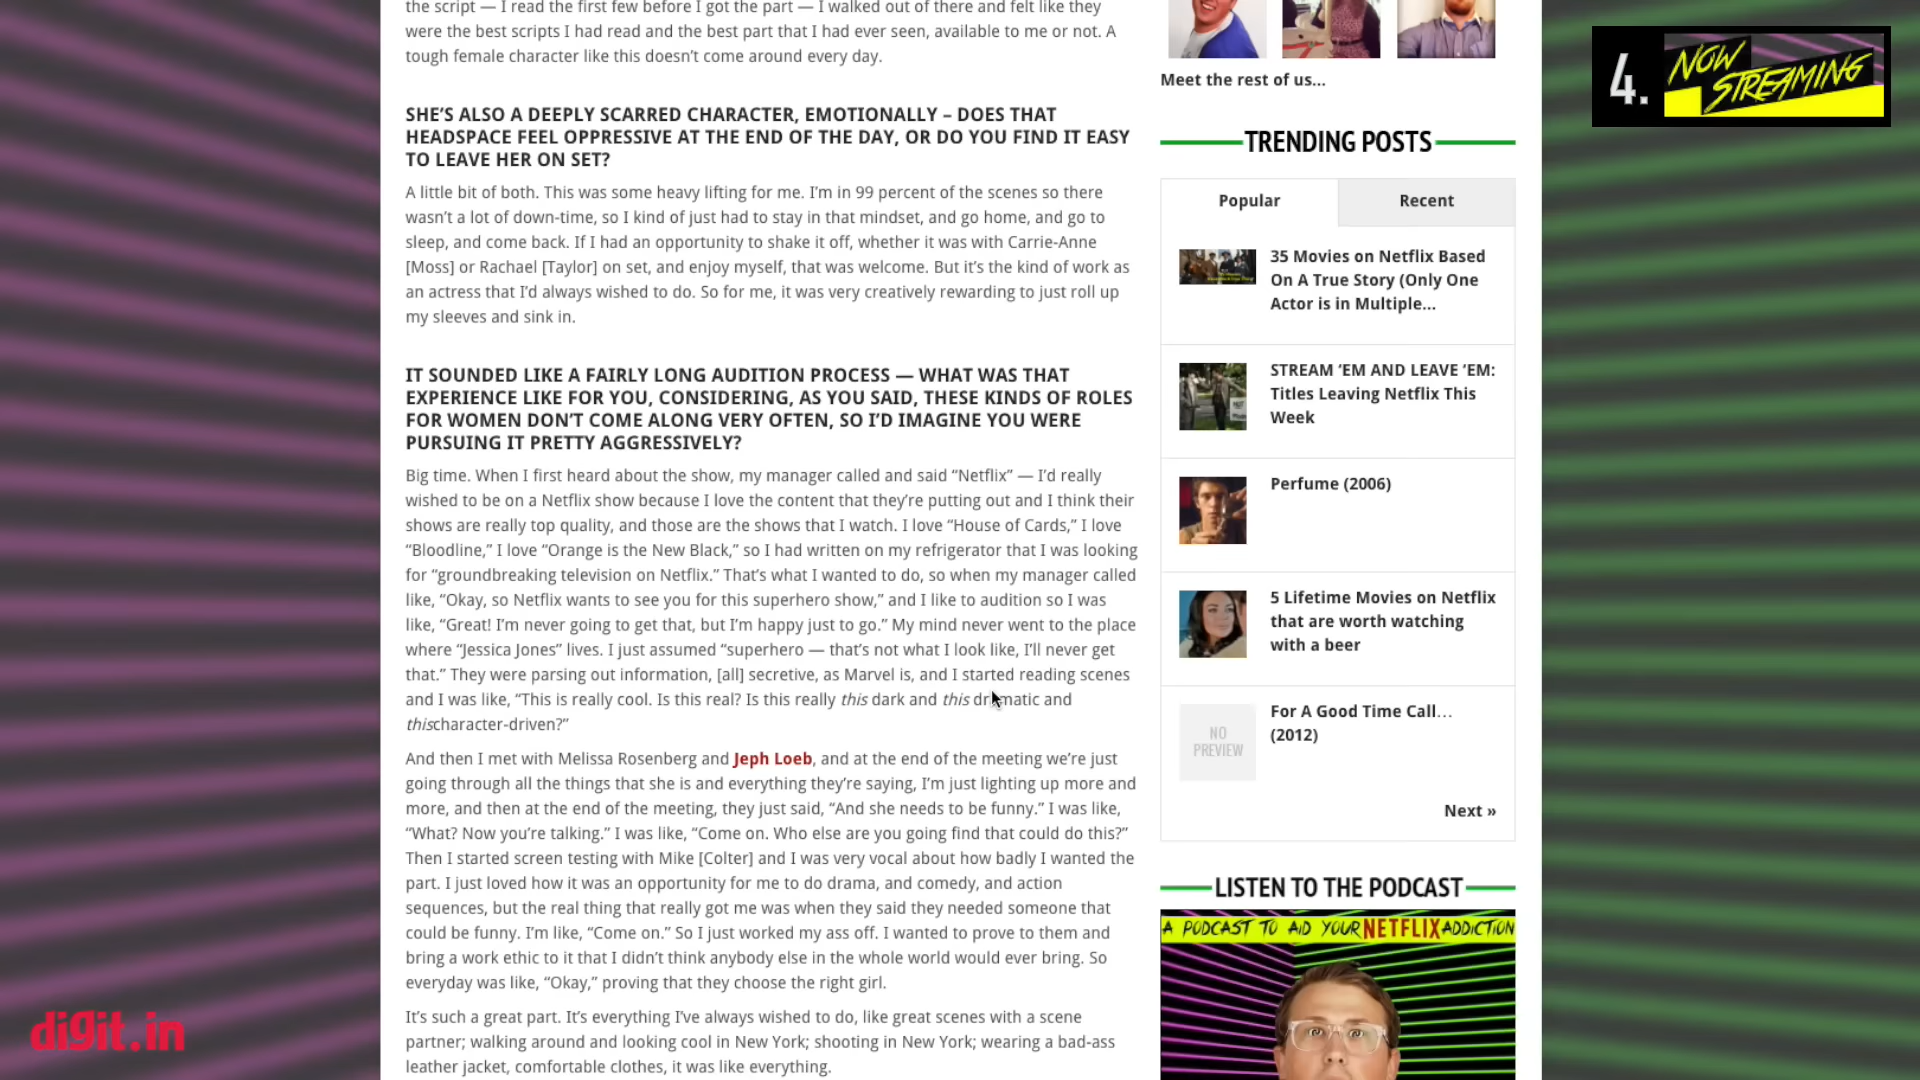 the script — I read the first few before I got the part — I walked out of there and felt like they
were the best scripts I had read and the best part that I had ever seen, available to me or not. A
tough female character like this doesn’t come around every day.
SHE’S ALSO A DEEPLY SCARRED CHARACTER, EMOTIONALLY – DOES THAT
HEADSPACE FEEL OPPRESSIVE AT THE END OF THE DAY, OR DO YOU FIND IT EASY
TO LEAVE HER ON SET?
A little bit of both. This was some heavy lifting for me. I’m in 99 percent of the scenes so there
wasn’t a lot of down-time, so I kind of just had to stay in that mindset, and go home, and go to
sleep, and come back. If I had an opportunity to shake it off, whether it was with Carrie-Anne
[Moss] or Rachael [Taylor] on set, and enjoy myself, that was welcome. But it’s the kind of work as
an actress that I’d always wished to do. So for me, it was very creatively rewarding to just roll up
my sleeves and sink in.
IT SOUNDED LIKE A FAIRLY LONG AUDITION PROCESS — WHAT WAS THAT
EXPERIENCE LIKE FOR YOU, CONSIDERING, AS YOU SAID, THESE KINDS OF ROLES
FOR WOMEN DON’T COME ALONG VERY OFTEN, SO I’D IMAGINE YOU WERE
PURSUING IT PRETTY AGGRESSIVELY?
Big time. When I first heard about the show, my manager called and said “Netflix” — I’d really
wished to be on a Netflix show because I love the content that they’re putting out and I think their
shows are really top quality, and those are the shows that I watch. I love “House of Cards,” I love
“Bloodline,” I love “Orange is the New Black,” so I had written on my refrigerator that I was looking
for “groundbreaking television on Netflix.” That’s what I wanted to do, so when my manager called
like, “Okay, so Netflix wants to see you for this superhero show,” and I like to audition so I was
like, “Great! I’m never going to get that, but I’m happy just to go.” My mind never went to the place
where “Jessica Jones” lives. I just assumed “superhero — that’s not what I look like, I’ll never get
that.” They were parsing out information, [all] secretive, as Marvel is, and I started reading scenes
and I was like, “This is really cool. Is this real? Is this really this dark and this dramatic and
thischaracter-driven?”
And then I met with Melissa Rosenberg and Jeph Loeb, and at the end of the meeting we’re just
going through all the things that she is and everything they’re saying, I’m just lighting up more and
more, and then at the end of the meeting, they just said, “And she needs to be funny.” I was like,
“What? Now you’re talking.” I was like, “Come on. Who else are you going find that could do this?”
Then I started screen testing with Mike [Colter] and I was very vocal about how badly I wanted the
part. I just loved how it was an opportunity for me to do drama, and comedy, and action
sequences, but the real thing that really got me was when they said they needed someone that
could be funny. I’m like, “Come on.” So I just worked my ass off. I wanted to prove to them and
bring a work ethic to it that I didn’t think anybody else in the whole world would ever bring. So
everyday was like, “Okay,” proving that they choose the right girl.
It’s such a great part. It’s everything I’ve always wished to do, like great scenes with a scene
partner; walking around and looking cool in New York; shooting in New York; wearing a bad-ass
leather jacket, comfortable clothes, it was like everything.
Meet the rest of us...
TRENDING POSTS
Popular
Recent
35 Movies on Netflix Based
On A True Story (Only One
Actor is in Multiple...
STREAM ’EM AND LEAVE ’EM:
Titles Leaving Netflix This
Week
Perfume (2006)
5 Lifetime Movies on Netflix
that are worth watching
with a beer
NO
PREVIEW
For A Good Time Call…
(2012)
Next »
LISTEN TO THE PODCAST
A PODCAST TO AID YOUR NETFLIX ADDICTION
4.
NOW
STREAMING
digit.in